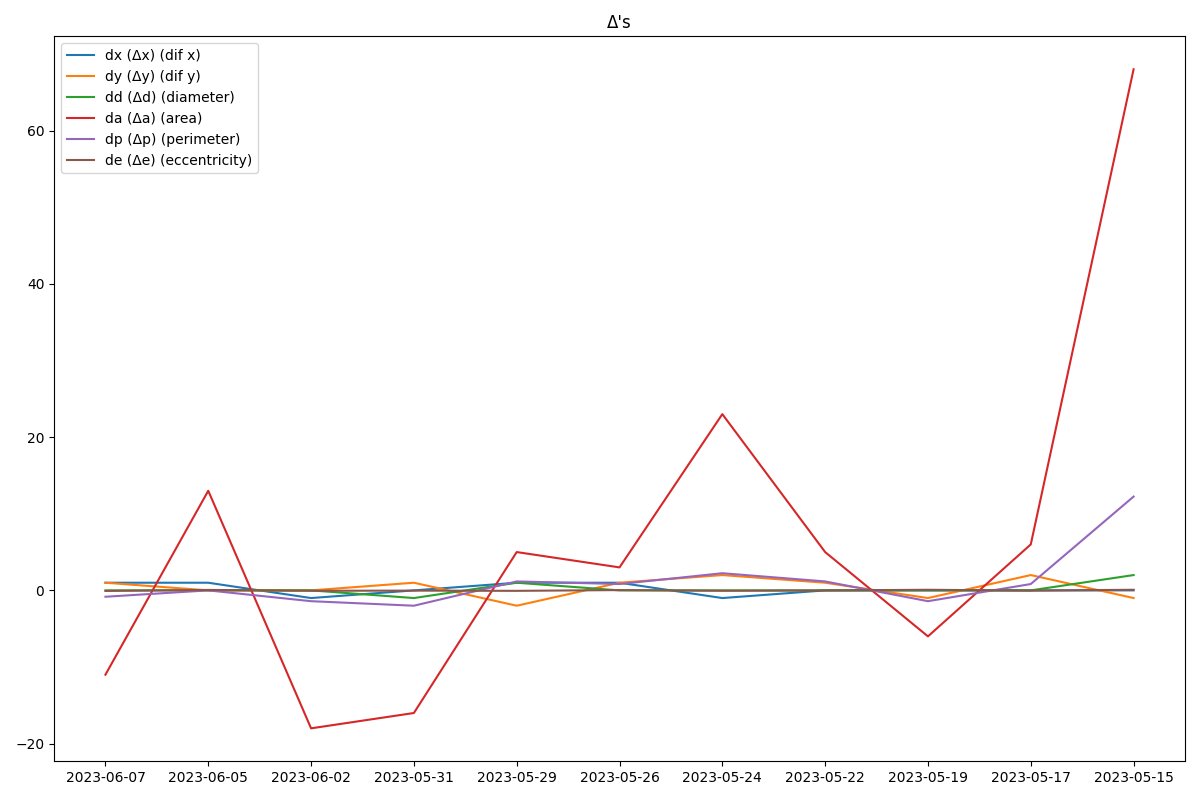 Δ's
dx (Δx) (dif x)
dy (Δy) (dif y)
dd (Δd) (diameter)
da (Δa) (area)
dp (Δp) (perimeter)
de (Δe) (eccentricity)
60
40
20
0
−20
2023-06-07 2023-06-05 2023-06-02 2023-05-31 2023-05-29 2023-05-26 2023-05-24 2023-05-22 2023-05-19 2023-05-17 2023-05-15